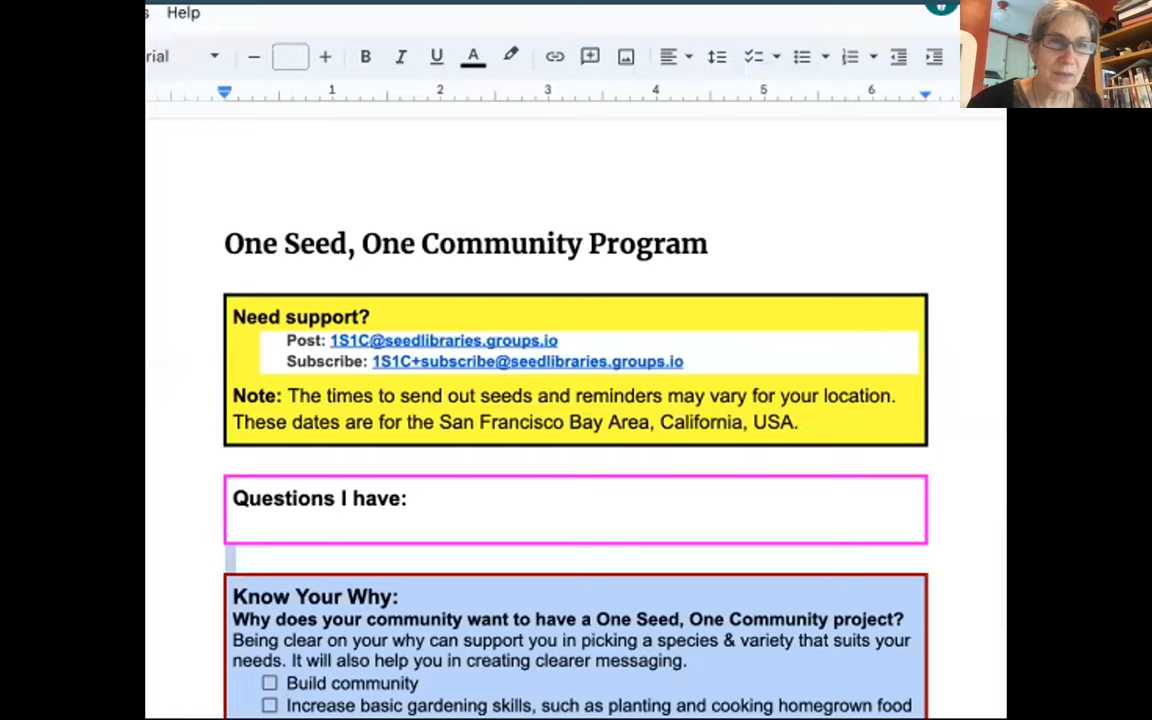 Help
rial
1 2 3 4 5 6
One Seed, One Community Program
Need support?
Post: 1S1C@seedlibraries.groups.io
Subscribe: 1S1C+subscribe@seedlibraries.groups.io
Note: The times to send out seeds and reminders may vary for your location.
These dates are for the San Francisco Bay Area, California, USA.
Questions I have:
Know Your Why:
Why does your community want to have a One Seed, One Community project?
Being clear on your why can support you in picking a species & variety that suits your
needs. It will also help you in creating clearer messaging.
Build community
Increase basic gardening skills, such as planting and cooking homegrown food